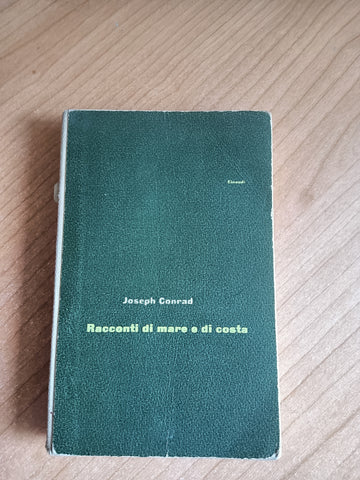 Einaudi
Joseph Conrad
Racconti di mare e di costa